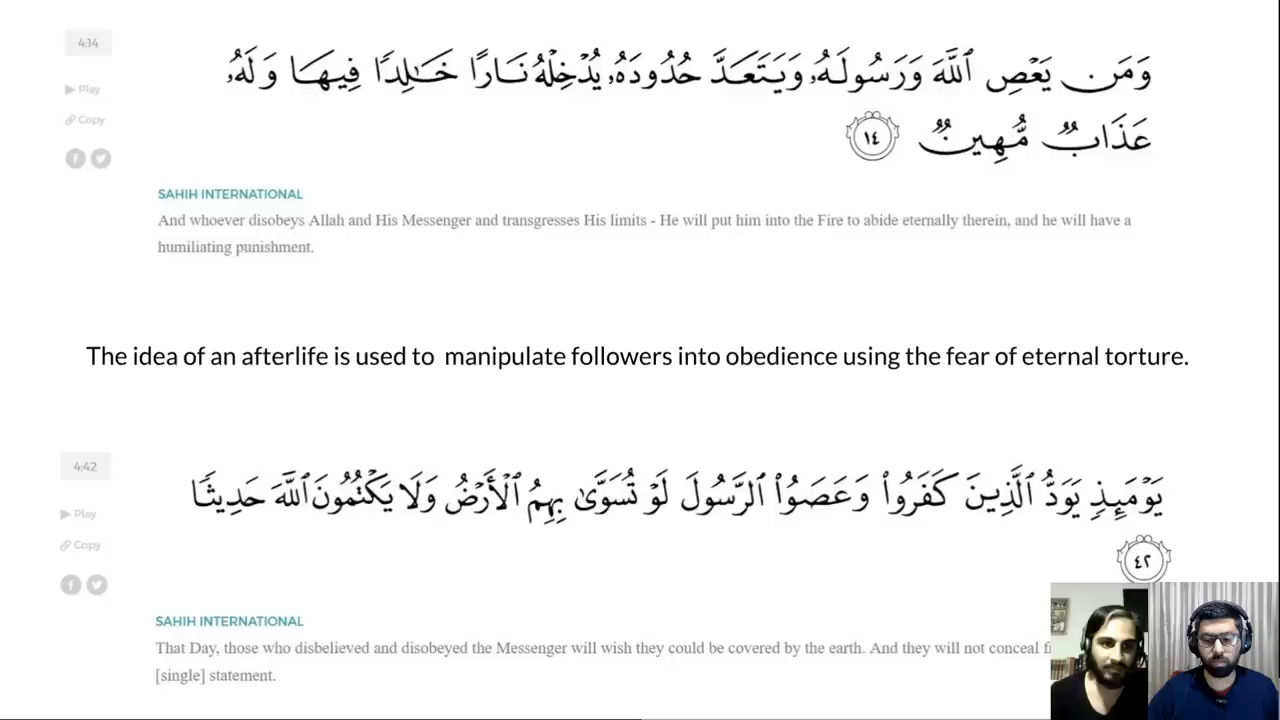 4:14
وَمَن يَعْصِ ٱللَّهَ وَرَسُولَهُۥ وَيَتَعَدَّ حُدُودَهُۥ يُدْخِلْهُ نَارًا خَـٰلِدًا فِيهَا وَلَهُۥ
عَذَابٌ مُّهِينٌ ١٤
Play
Copy
SAHIH INTERNATIONAL
And whoever disobeys Allah and His Messenger and transgresses His limits - He will put him into the Fire to abide eternally therein, and he will have a
humiliating punishment.
The idea of an afterlife is used to manipulate followers into obedience using the fear of eternal torture.
4:42
يَوْمَئِذٍ يَوَدُّ ٱلَّذِينَ كَفَرُوا۟ وَعَصَوُا۟ ٱلرَّسُولَ لَوْ تُسَوَّىٰ بِهِمُ ٱلْأَرْضُ وَلَا يَكْتُمُونَ ٱللَّهَ حَدِيثًا
٤٢
Play
Copy
SAHIH INTERNATIONAL
That Day, those who disbelieved and disobeyed the Messenger will wish they could be covered by the earth. And they will not conceal
[single] statement.